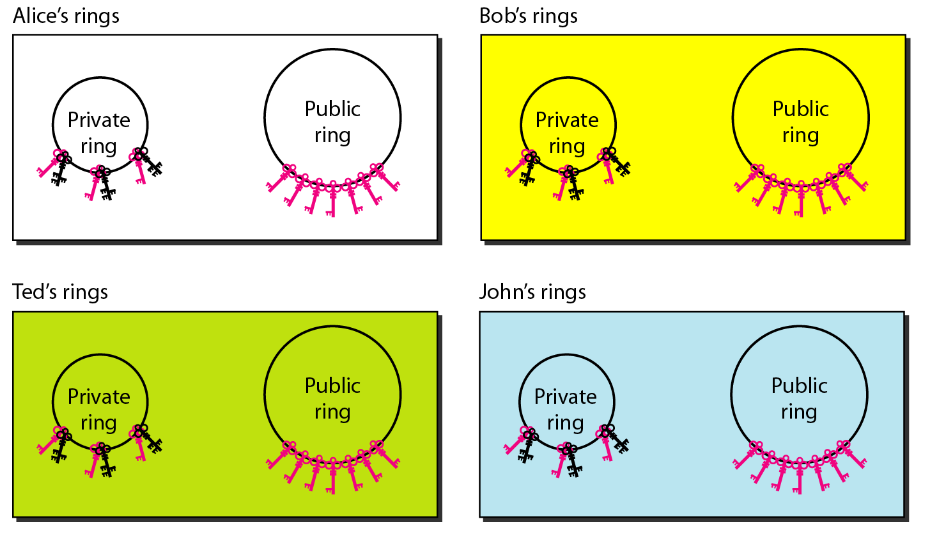 Alice’s rings
Private
ring
Public
ring
Bob’s rings
Private
ring
Public
ring
Ted’s rings
Private
ring
Public
ring
John’s rings
Private
ring
Public
ring